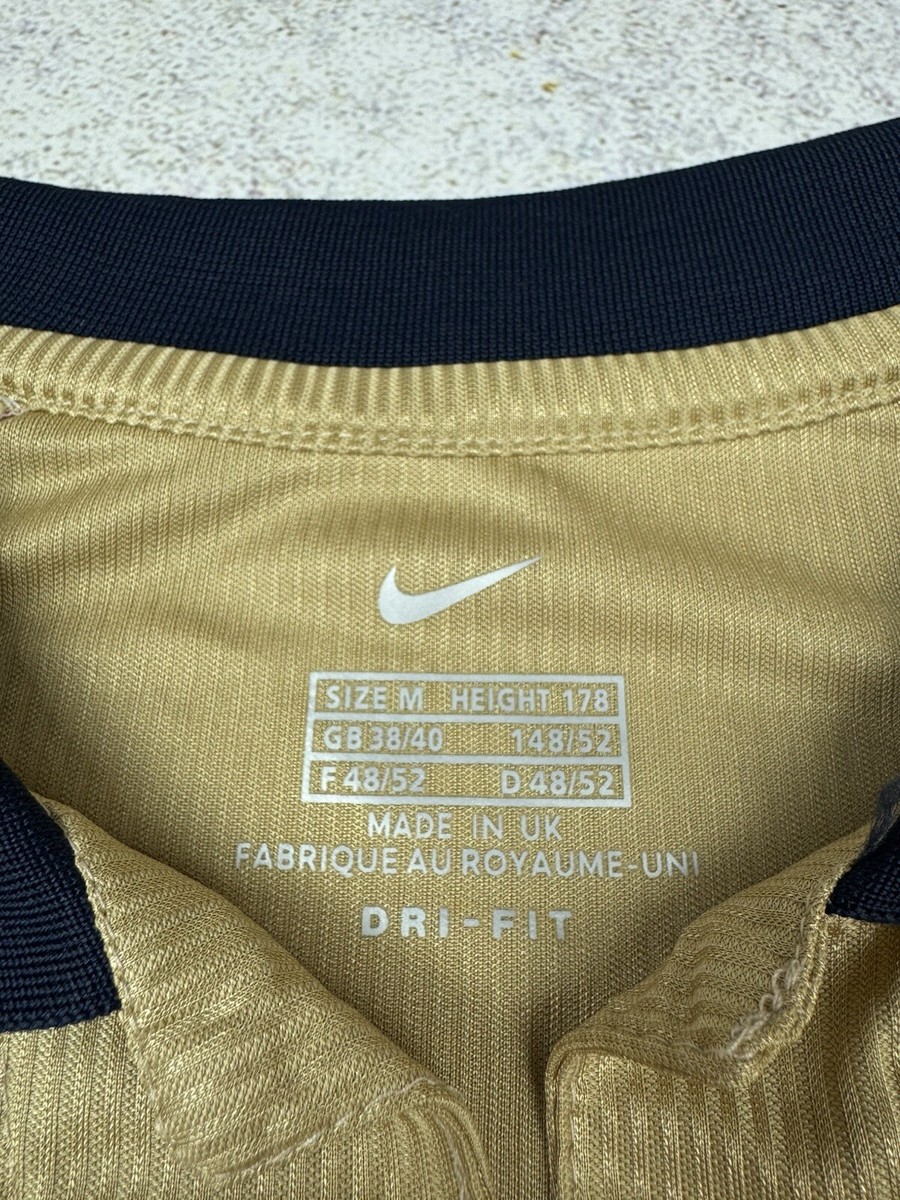 SIZE M HEIGHT 178
GB 38/40 148/52
F 48/52 D 48/52
MADE IN UK
FABRIQUE AU ROYAUME-UNI
DRI-FIT